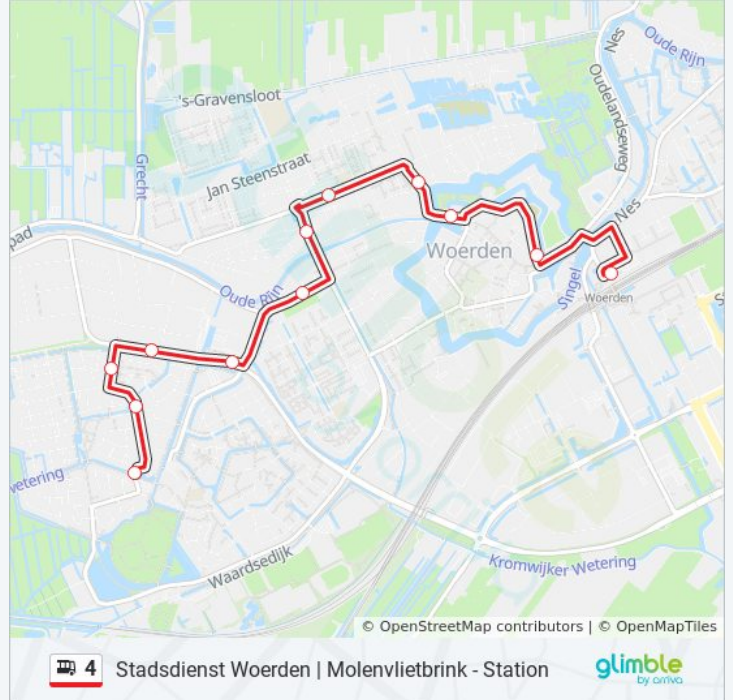 Nes
Oude Rijn
's-Gravensloot
Oudelandseweg
Grecht
Jan Steenstraat
Nes
pad
Woerden
Oude Rijn
Singel
Woerden
S
wetering
Waardsedijk
Kromwijker Wetering
© OpenStreetMap contributors | © OpenMapTiles
4 Stadsdienst Woerden | Molenvlietbrink - Station
glimble
by arriva